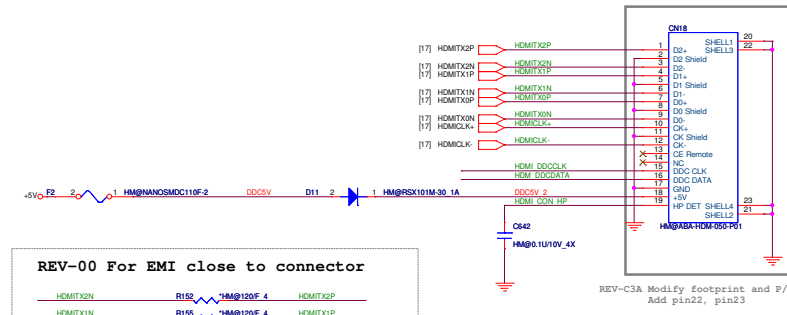 CN18
20
SHELL1
22
SHELL3
[17] HDMITX2P HDMITX2P 1 D2+
2 D2 Shield
[17] HDMITX2N HDMITX2N 3 D2-
[17] HDMITX1P HDMITX1P 4 D1+
5 D1 Shield
[17] HDMITX1N HDMITX1N 6 D1-
[17] HDMITX0P HDMITX0P 7 D0+
8 D0 Shield
[17] HDMITX0N HDMITX0N 9 D0-
[17] HDMICLK+ HDMICLK+ 10 CK+
11 CK Shield
[17] HDMICLK- HDMICLK- 12 CK-
13 CE Remote
14 NC
HDMI_DDCCLK 15 DDC CLK
HDM_DDCDATA 16 DDC DATA
17 GND
+5V F2 2 1 HM@NANOSMDC110F-2 DDC5V D11 2 1 HM@RSX101M-30_1A DDC5V_2 18 +5V
HDMI_CON_HP 19 HP DET SHELL4 23
SHELL2 21
HM@ABA-HDM-050-P01
C642
HM@0.1U/10V_4X
REV-00 For EMI close to connector
REV-C3A Modify footprint and P/
Add pin22, pin23
HDMITX2N R152 *HM@120/F_4 HDMITX2P
HDMITX1N R155 *HM@120/F_4 HDMITX1P